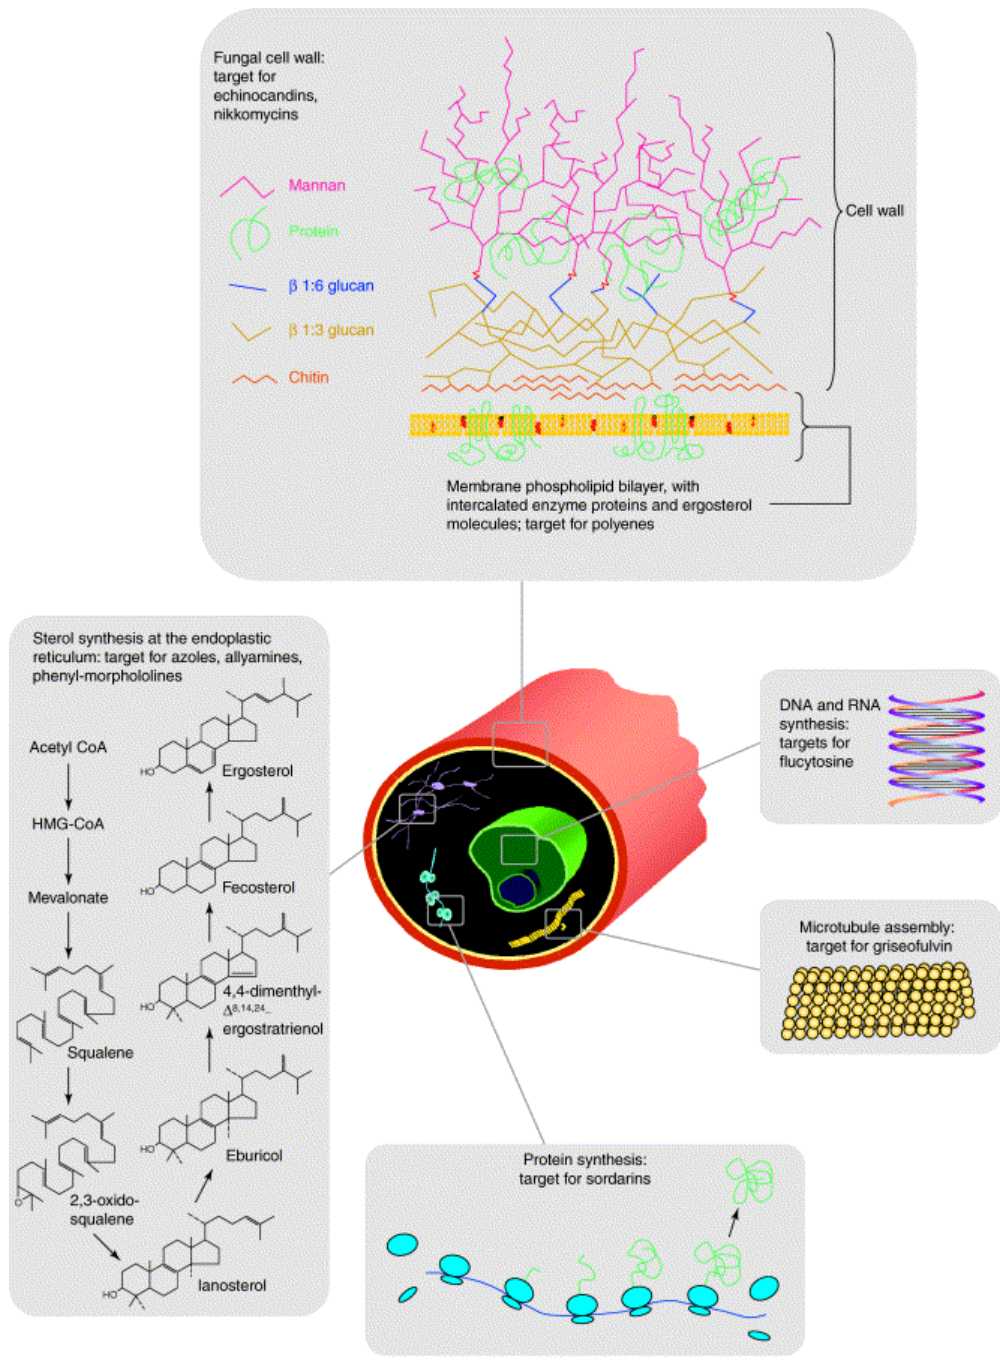 Fungal cell wall:
target for
echinocandins,
nikkomycins
Mannan
Protein
β 1:6 glucan
β 1:3 glucan
Chitin
Cell wall
Membrane phospholipid bilayer, with
intercalated enzyme proteins and ergosterol
molecules; target for polyenes
Sterol synthesis at the endoplastic
reticulum: target for azoles, allyamines,
phenyl-morphololines
Acetyl CoA
HMG-CoA
Mevalonate
Squalene
O
2,3-oxido-
squalene
HO
lanosterol
HO
Eburicol
HO
4,4-dimenthyl-
Δ8,14,24_
ergostratrienol
HO
Fecosterol
HO
Ergosterol
DNA and RNA
synthesis:
targets for
flucytosine
Microtubule assembly:
target for griseofulvin
Protein synthesis:
target for sordarins